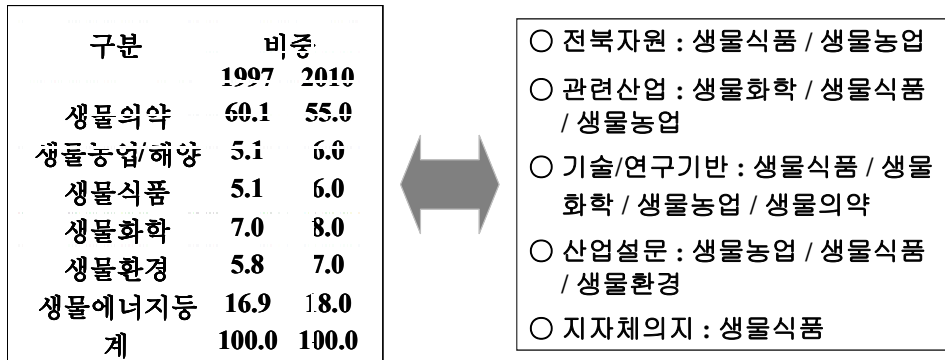 구분 비중
1997 2010
생물의약 60.1 55.0
생물농업/해양 5.1 6.0
생물식품 5.1 6.0
생물화학 7.0 8.0
생물환경 5.8 7.0
생물에너지등 16.9 18.0
계 100.0 100.0
○ 전북자원 : 생물식품 / 생물농업
○ 관련산업 : 생물화학 / 생물식품
/ 생물농업
○ 기술/연구기반 : 생물식품 / 생물
화학 / 생물농업 / 생물의약
○ 산업설문 : 생물농업 / 생물식품
/ 생물환경
○ 지자체의지 : 생물식품